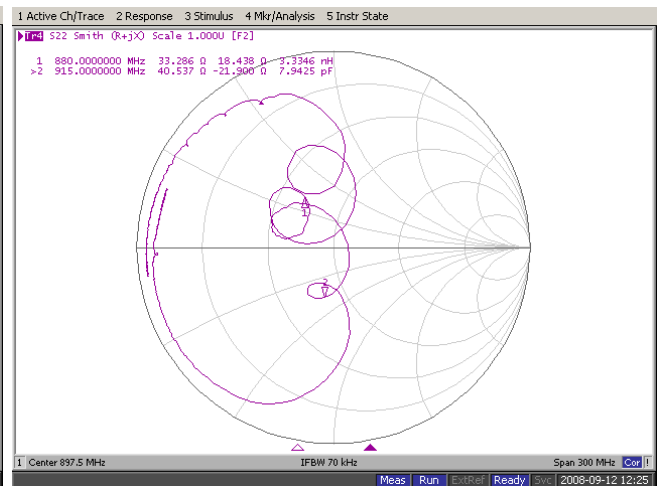 1 Active Ch/Trace 2 Response 3 Stimulus 4 Mkr/Analysis 5 Instr State
Tr4 S22 Smith (R+jX) Scale 1.000U [F2]
1 880.0000000 MHz 33.286 Ω 18.438 Ω 3.3346 nH
>2 915.0000000 MHz 40.537 Ω -21.900 Ω 7.9425 pF
1
2
1 Center 897.5 MHz IFBW 70 kHz Span 300 MHz Cor !
Meas Run ExtRef Ready Svc 2008-09-12 12:25